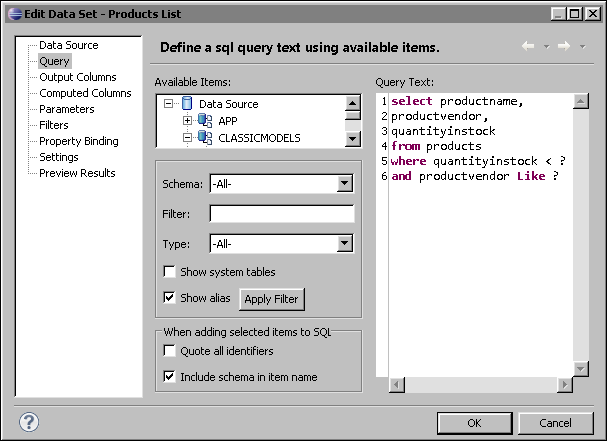 Edit Data Set - Products List
Data Source
Query
Output Columns
Computed Columns
Parameters
Filters
Property Binding
Settings
Preview Results
Define a sql query text using available items.
Available Items:
Data Source
APP
CLASSICMODELS
Schema: -All-
Filter:
Type: -All-
Show system tables
Show alias Apply Filter
When adding selected items to SQL
Quote all identifiers
Include schema in item name
Query Text:
1 select productname,
2 productvendor,
3 quantityinstock
4 from products
5 where quantityinstock < ?
6 and productvendor Like ?
?
OK Cancel